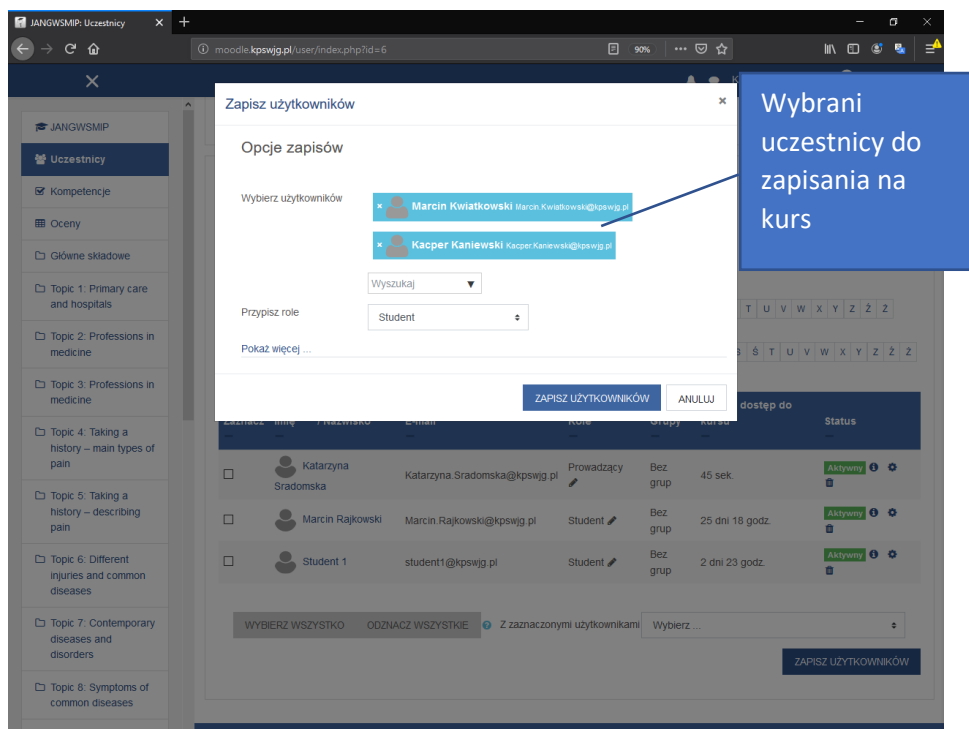 JANGWSMIP: Uczestnicy
moodle.kpswjg.pl/user/index.php?id=6
90%
JANGWSMIP
Uczestnicy
Kompetencje
Oceny
Główne składowe
Topic 1: Primary care
and hospitals
Topic 2: Professions in
medicine
Topic 3: Professions in
medicine
Topic 4: Taking a
history – main types of
pain
Topic 5: Taking a
history – describing
pain
Topic 6: Different
injuries and common
diseases
Topic 7: Contemporary
diseases and
disorders
Topic 8: Symptoms of
common diseases
Zapisz użytkowników
×
Opcje zapisów
Wybierz użytkowników
× Marcin Kwiatkowski Marcin.Kwiatkowski@kpswjg.pl
× Kacper Kaniewski Kacper.Kaniewski@kpswjg.pl
Wyszukaj
Przypisz role
Student
Pokaż więcej ...
ZAPISZ UŻYTKOWNIKÓW
ANULUJ
Wybrani
uczestnicy do
zapisania na
kurs
T U V W X Y Z Ź Ż
Ś T U V W X Y Z Ź Ż
dostęp do
Zaznacz Imię / Nazwisko E-mail Role Grupy kursu Status
Katarzyna
Sradomska
Katarzyna.Sradomska@kpswjg.pl
Prowadzący
Bez
grup
45 sek.
Aktywny
Marcin Rajkowski
Marcin.Rajkowski@kpswjg.pl
Student
Bez
grup
25 dni 18 godz.
Aktywny
Student 1
student1@kpswjg.pl
Student
Bez
grup
2 dni 23 godz.
Aktywny
WYBIERZ WSZYSTKO
ODZNACZ WSZYSTKIE
Z zaznaczonymi użytkownikami
Wybierz ...
ZAPISZ UŻYTKOWNIKÓW